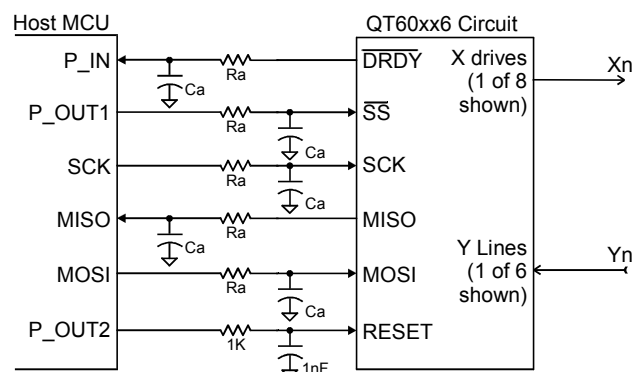 Host MCU
QT60xx6 Circuit
P_IN
Ca
Ra
DRDY
X drives
(1 of 8
shown)
Xn
P_OUT1
Ra
Ca
SS
SCK
Ra
Ca
SCK
MISO
Ca
Ra
MISO
MOSI
Ra
Ca
MOSI
Y Lines
(1 of 6
shown)
Yn
P_OUT2
1K
1nF
RESET